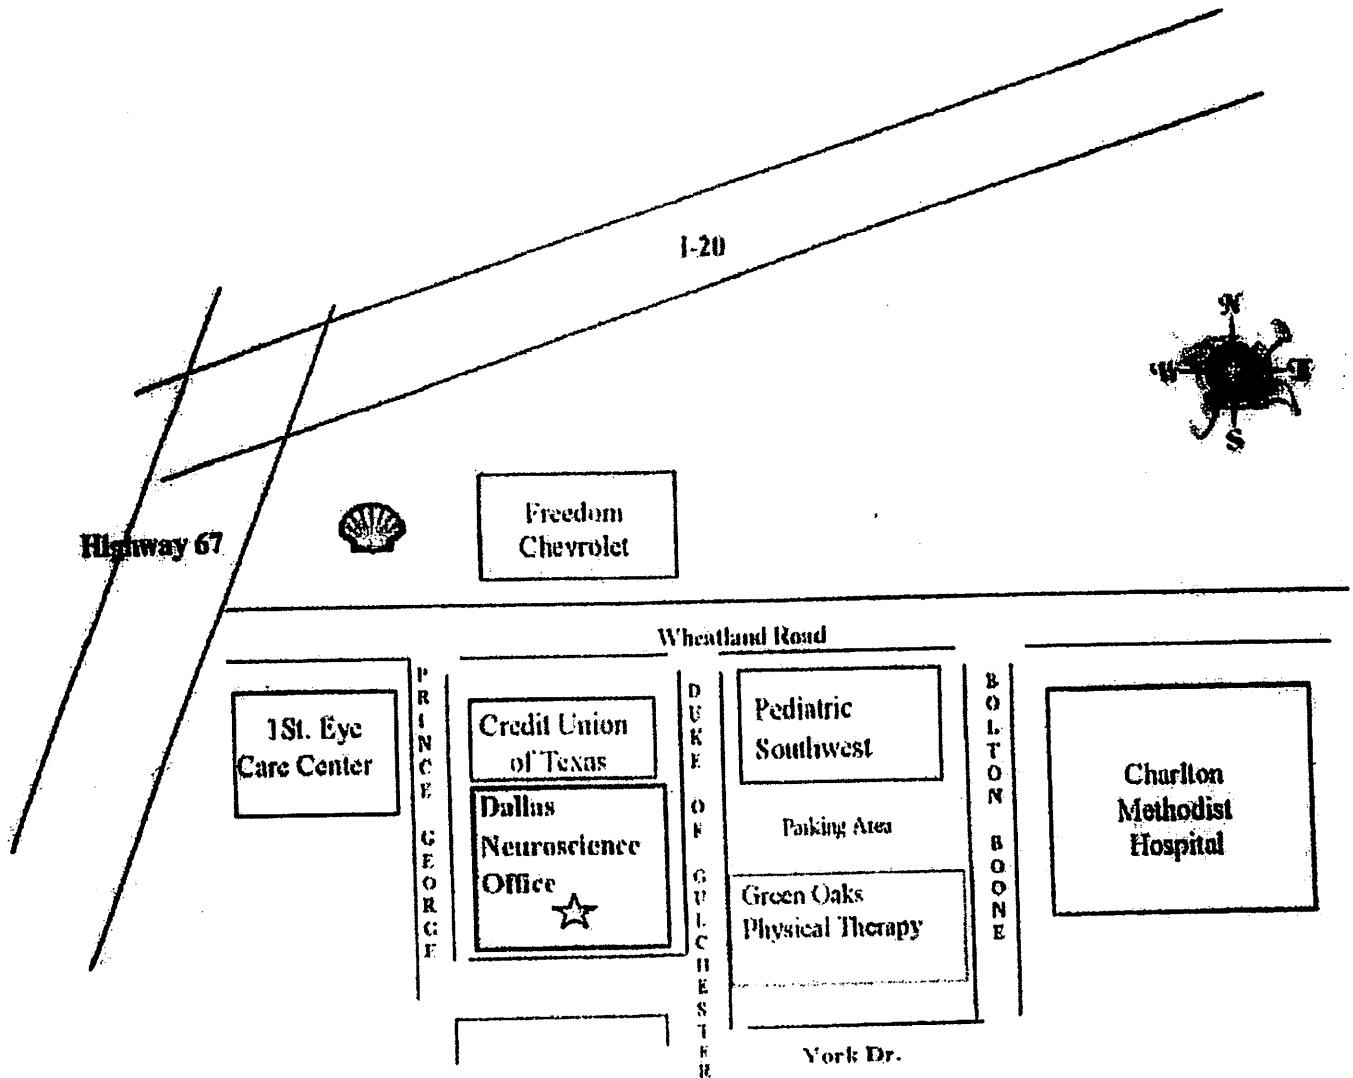 I-20
N
W E
S
Highway 67
Freedom
Chevrolet
Wheatland Road
PRINCE GEORGE
DUKE OF GULCHESTER
BOLTON BOONE
1St. Eye
Care Center
Credit Union
of Texas
Dallas
Neuroscience
Office
Pediatric
Southwest
Parking Area
Green Oaks
Physical Therapy
Charlton
Methodist
Hospital
York Dr.